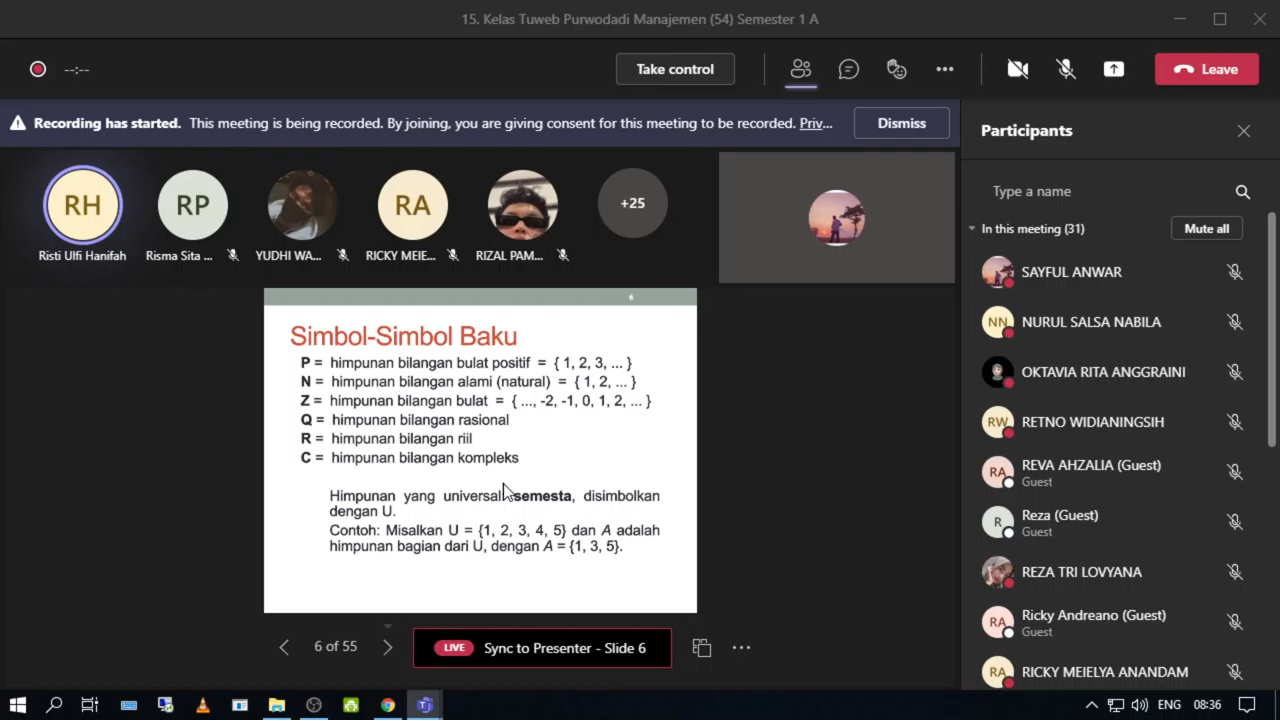 15. Kelas Tuweb Purwodadi Manajemen (54) Semester 1 A
--:--
Take control
Leave
Recording has started. This meeting is being recorded. By joining, you are giving consent for this meeting to be recorded. Priv...
Dismiss
RH
RP
RA
+25
Risti Ulfi Hanifah
Risma Sita ...
YUDHI WA...
RICKY MEIE...
RIZAL PAM...
6
Simbol-Simbol Baku
P = himpunan bilangan bulat positif = { 1, 2, 3, ... }
N = himpunan bilangan alami (natural) = { 1, 2, ... }
Z = himpunan bilangan bulat = { ..., -2, -1, 0, 1, 2, ... }
Q = himpunan bilangan rasional
R = himpunan bilangan riil
C = himpunan bilangan kompleks
Himpunan yang universal: semesta, disimbolkan
dengan U.
Contoh: Misalkan U = {1, 2, 3, 4, 5} dan A adalah
himpunan bagian dari U, dengan A = {1, 3, 5}.
6 of 55
LIVE Sync to Presenter - Slide 6
Participants
Type a name
In this meeting (31)
Mute all
SAYFUL ANWAR
NN NURUL SALSA NABILA
OKTAVIA RITA ANGGRAINI
RW RETNO WIDIANINGSIH
RA REVA AHZALIA (Guest)
Guest
R Reza (Guest)
Guest
REZA TRI LOVYANA
RA Ricky Andreano (Guest)
Guest
RA RICKY MEIELYA ANANDAM
ENG 08:36